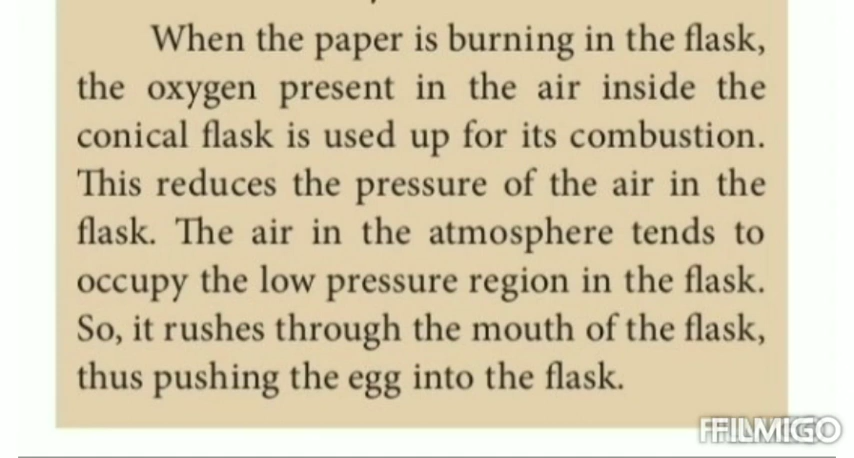 When the paper is burning in the flask,
the oxygen present in the air inside the
conical flask is used up for its combustion.
This reduces the pressure of the air in the
flask. The air in the atmosphere tends to
occupy the low pressure region in the flask.
So, it rushes through the mouth of the flask,
thus pushing the egg into the flask.
FFILMIGO